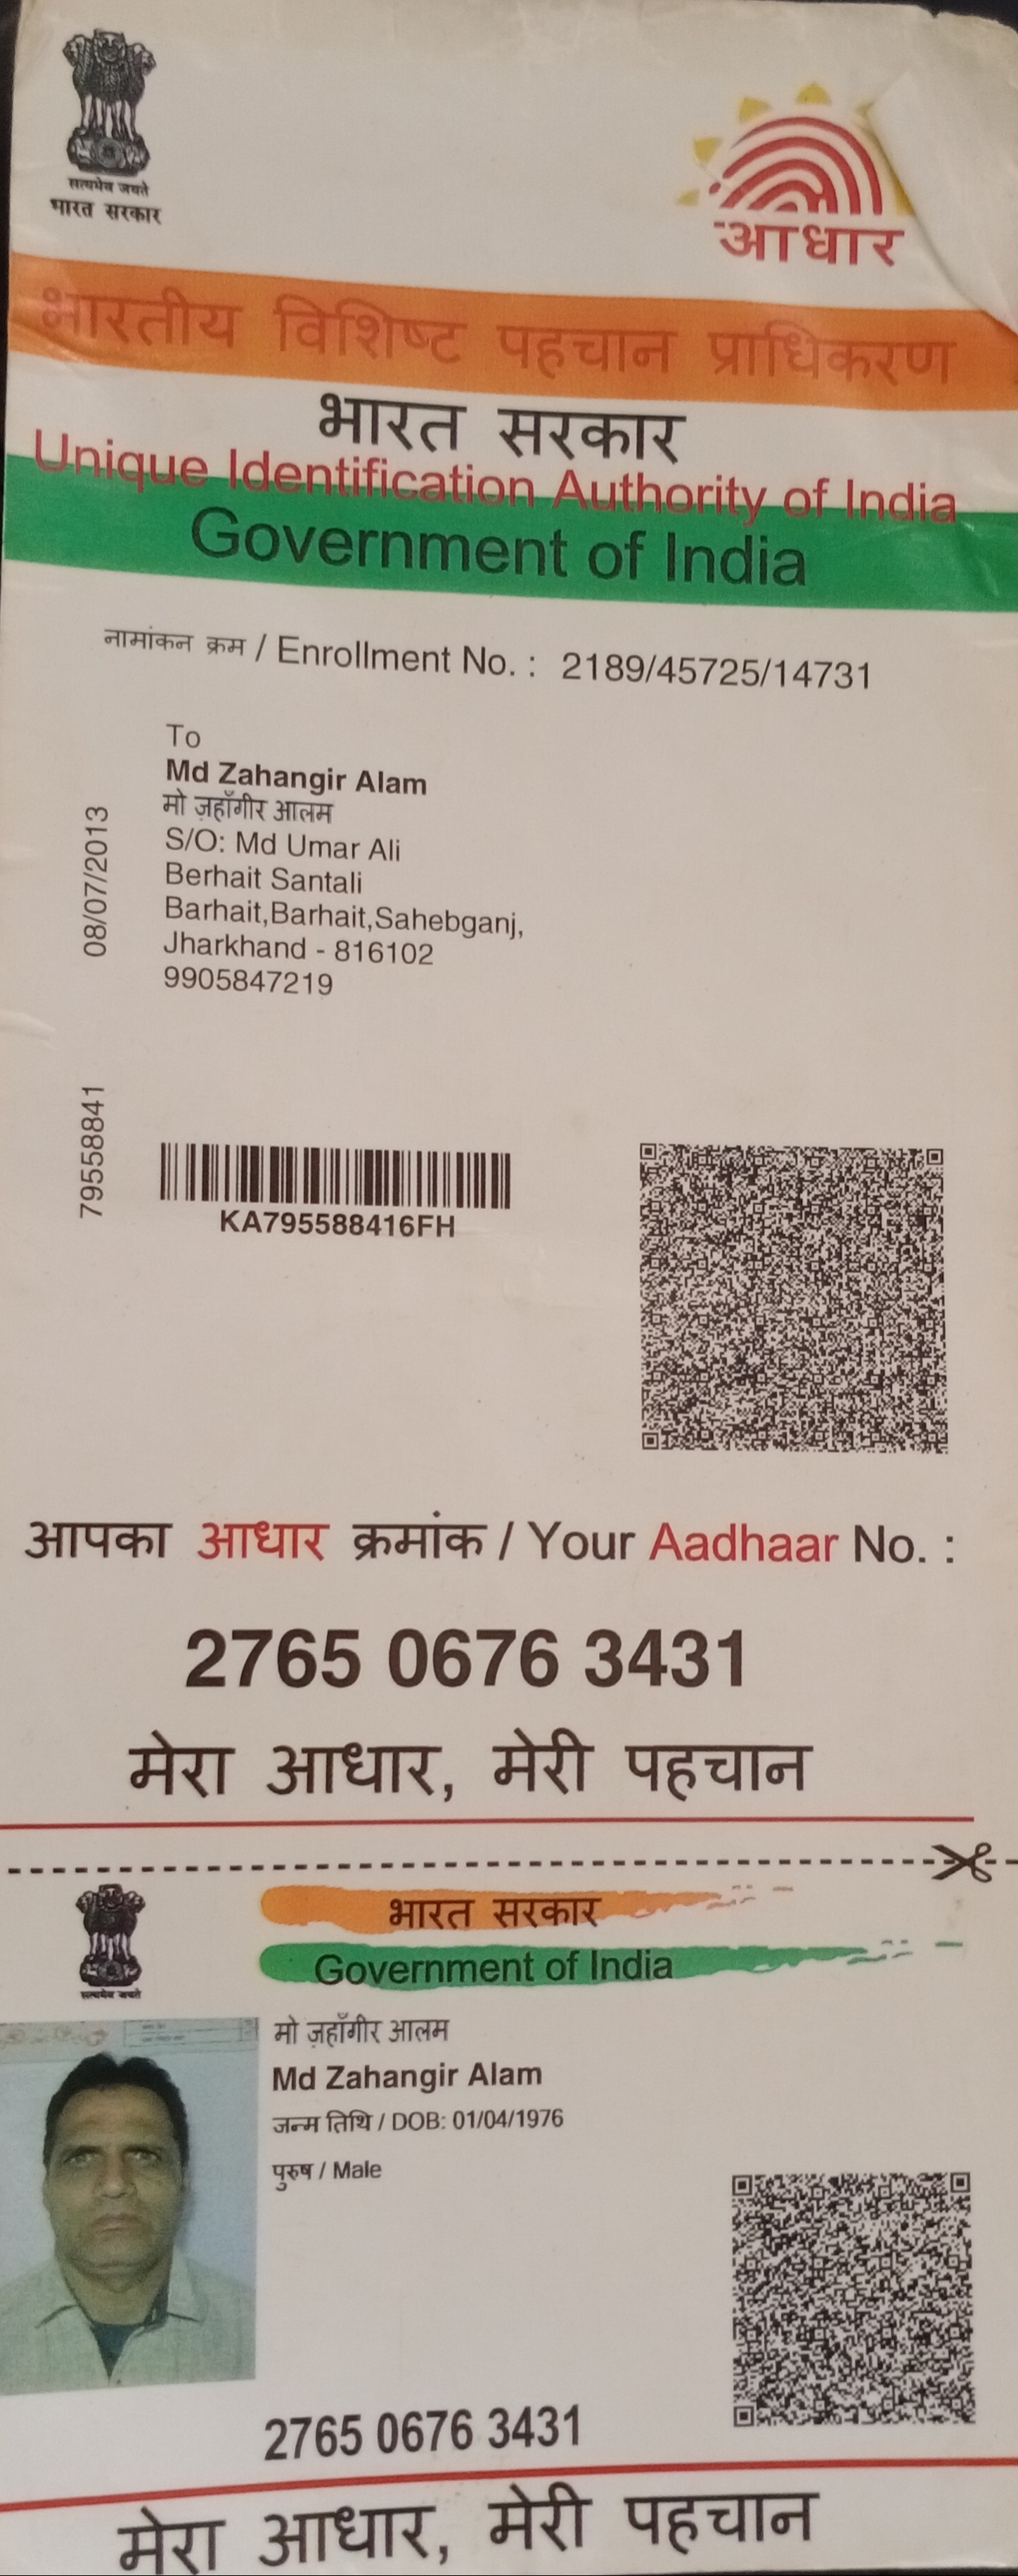 सत्यमेव जयते
भारत सरकार
आधार
भारतीय विशिष्ट पहचान प्राधिकरण
भारत सरकार
Unique Identification Authority of India
Government of India
नामांकन क्रम / Enrollment No. : 2189/45725/14731
To
Md Zahangir Alam
मो ज़हाँगीर आलम
S/O: Md Umar Ali
Berhait Santali
Barhait,Barhait,Sahebganj,
Jharkhand - 816102
9905847219
08/07/2013
79558841
KA795588416FH
आपका आधार क्रमांक / Your Aadhaar No. :
2765 0676 3431
मेरा आधार, मेरी पहचान
सत्यमेव जयते
भारत सरकार
Government of India
मो ज़हाँगीर आलम
Md Zahangir Alam
जन्म तिथि / DOB: 01/04/1976
पुरुष / Male
2765 0676 3431
मेरा आधार, मेरी पहचान